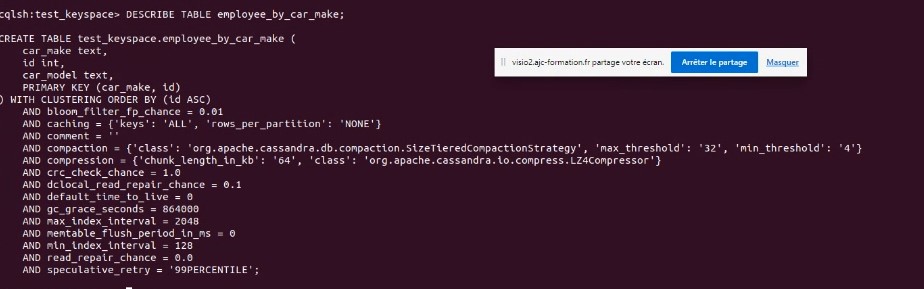 cqlsh:test_keyspace> DESCRIBE TABLE employee_by_car_make;
CREATE TABLE test_keyspace.employee_by_car_make (
car_make text,
id int,
car_model text,
PRIMARY KEY (car_make, id)
) WITH CLUSTERING ORDER BY (id ASC)
AND bloom_filter_fp_chance = 0.01
AND caching = {'keys': 'ALL', 'rows_per_partition': 'NONE'}
AND comment = ''
AND compaction = {'class': 'org.apache.cassandra.db.compaction.SizeTieredCompactionStrategy', 'max_threshold': '32', 'min_threshold': '4'}
AND compression = {'chunk_length_in_kb': '64', 'class': 'org.apache.cassandra.io.compress.LZ4Compressor'}
AND crc_check_chance = 1.0
AND dclocal_read_repair_chance = 0.1
AND default_time_to_live = 0
AND gc_grace_seconds = 864000
AND max_index_interval = 2048
AND memtable_flush_period_in_ms = 0
AND min_index_interval = 128
AND read_repair_chance = 0.0
AND speculative_retry = '99PERCENTILE';
visio2.ajc-formation.fr partage votre écran. Arrêter le partage Masquer